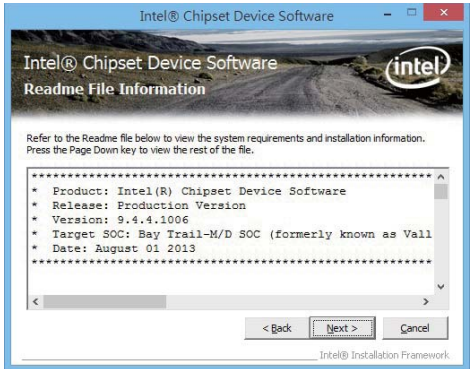 Intel® Chipset Device Software
Intel® Chipset Device Software
Readme File Information
intel
Refer to the Readme file below to view the system requirements and installation information.
Press the Page Down key to view the rest of the file.
************************************************************
* Product: Intel(R) Chipset Device Software
* Release: Production Version
* Version: 9.4.4.1006
* Target SOC: Bay Trail-M/D SOC (formerly known as Vall
* Date: August 01 2013
************************************************************
< Back
Next >
Cancel
Intel® Installation Framework